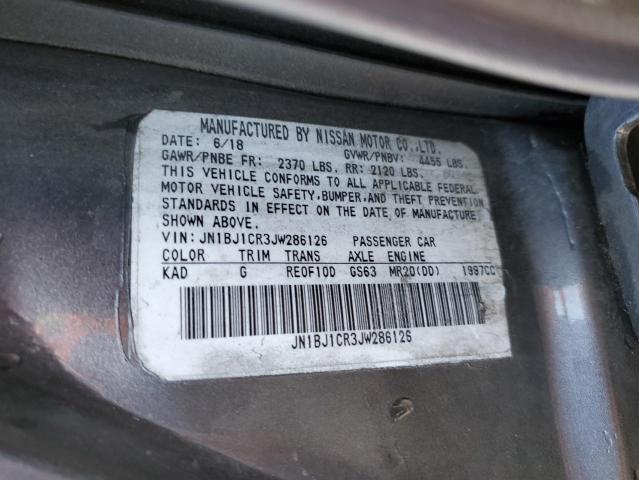 MANUFACTURED BY NISSAN MOTOR CO.,LTD.
DATE: 6/18 GVWR/PNBV: 4455 LBS.
GAWR/PNBE FR: 2370 LBS. RR: 2120 LBS.
THIS VEHICLE CONFORMS TO ALL APPLICABLE FEDERAL
MOTOR VEHICLE SAFETY, BUMPER, AND THEFT PREVENTION
STANDARDS IN EFFECT ON THE DATE OF MANUFACTURE
SHOWN ABOVE.
VIN: JN1BJ1CR3JW286126 PASSENGER CAR
COLOR TRIM TRANS AXLE ENGINE
KAD G RE0F10D GS63 MR20(DD) 1997CC
JN1BJ1CR3JW286126